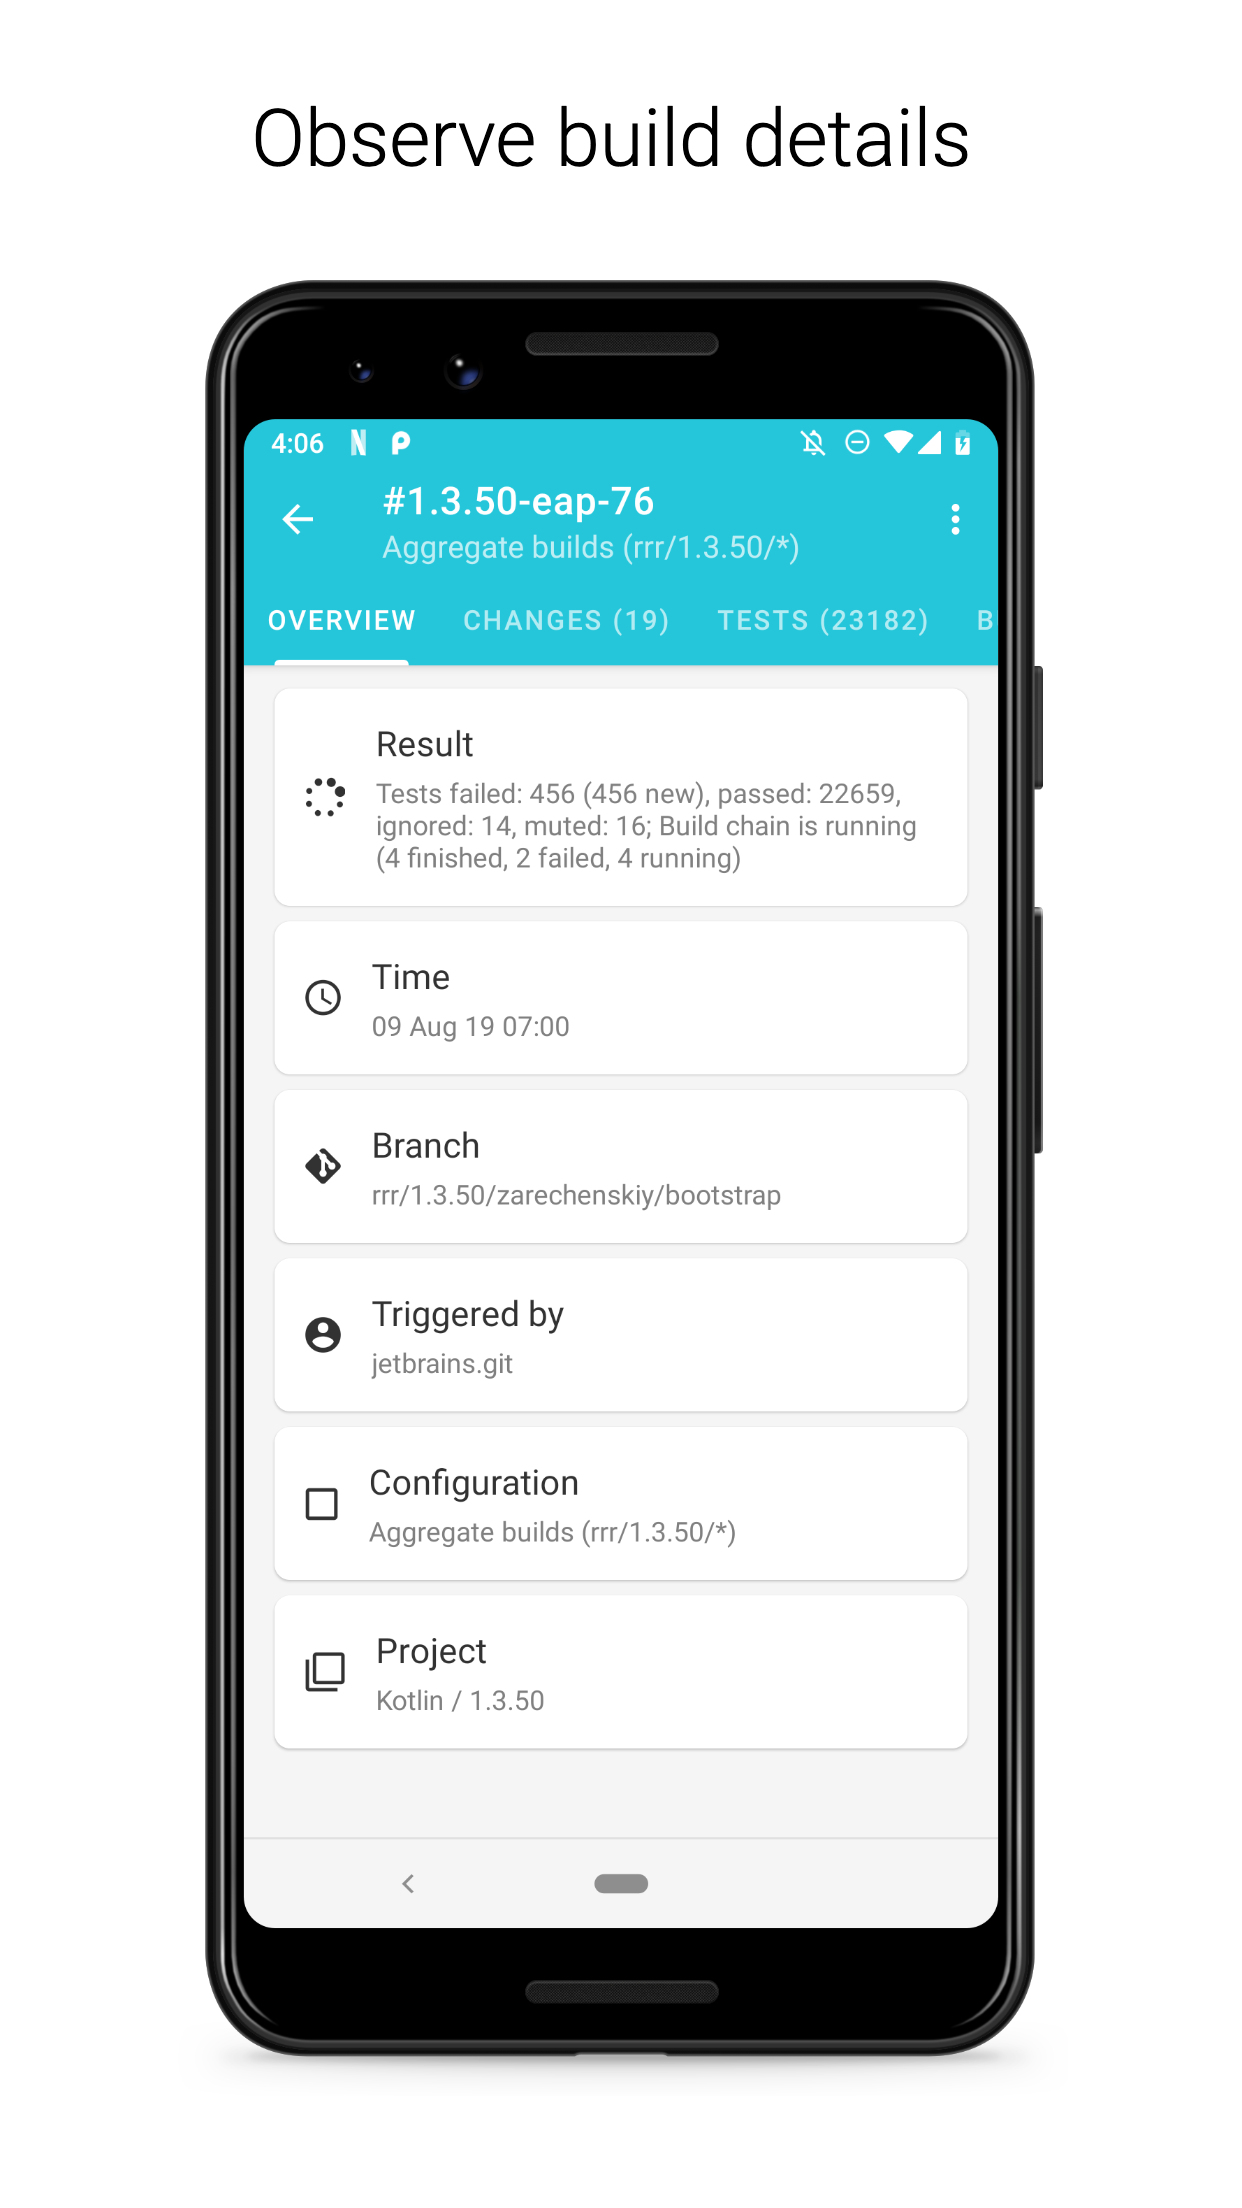 Observe build details
4:06
#1.3.50-eap-76
Aggregate builds (rrr/1.3.50/*)
OVERVIEW CHANGES (19) TESTS (23182) B
Result
Tests failed: 456 (456 new), passed: 22659,
ignored: 14, muted: 16; Build chain is running
(4 finished, 2 failed, 4 running)
Time
09 Aug 19 07:00
Branch
rrr/1.3.50/zarechenskiy/bootstrap
Triggered by
jetbrains.git
Configuration
Aggregate builds (rrr/1.3.50/*)
Project
Kotlin / 1.3.50